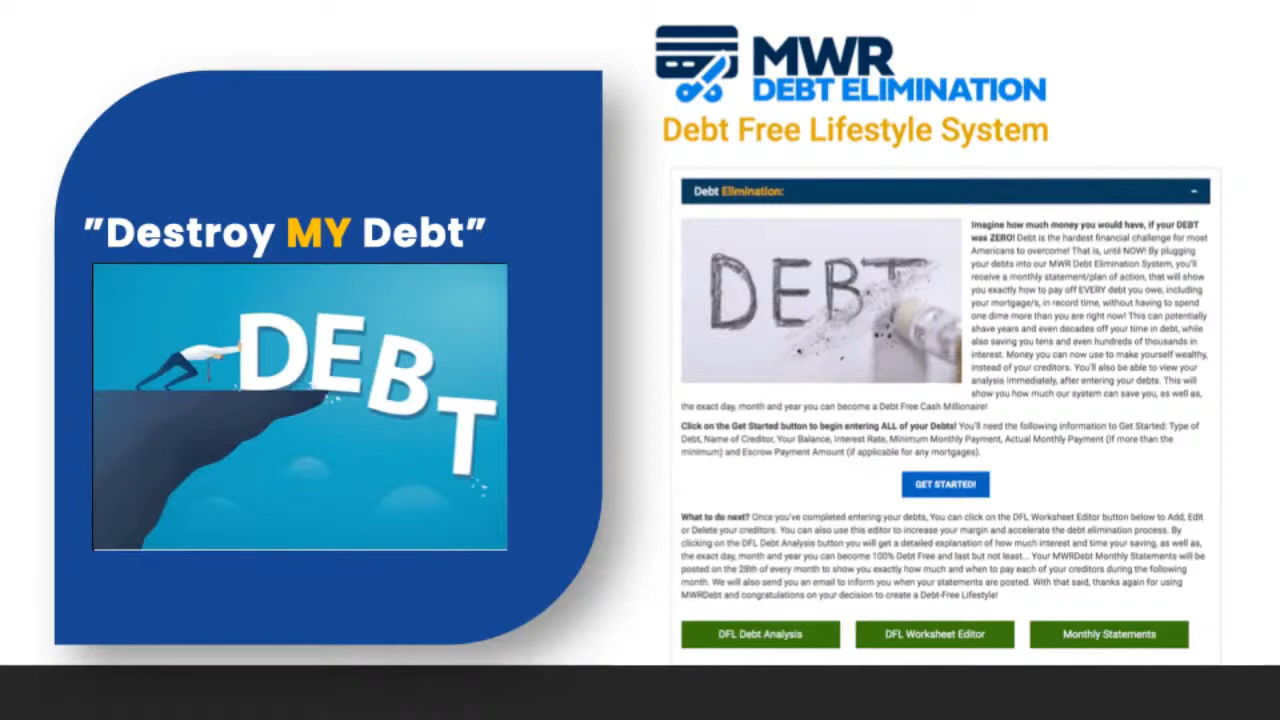 "Destroy MY Debt"
DEBT
MWR
DEBT ELIMINATION
Debt Free Lifestyle System
Debt Elimination:
DEBT
Imagine how much money you would have, if your DEBT
was ZERO! Debt is the hardest financial challenge for most
Americans to overcome! That is, until NOW! By plugging
your debts into our MWR Debt Elimination System, you'll
receive a monthly statement/plan of action, that will show
you exactly how to pay off EVERY debt you owe, including
your mortgage/s, in record time, without having to spend
one dime more than you are right now! This can potentially
shave years and even decades off your time in debt, while
also saving you tens and even hundreds of thousands in
interest. Money you can now use to make yourself wealthy,
instead of your creditors. You'll also be able to view your
analysis immediately, after entering your debts. This will
show you how much our system can save you, as well as,
the exact day, month and year you can become a Debt Free Cash Millionaire!
Click on the Get Started button to begin entering ALL of your Debts! You'll need the following information to Get Started: Type of
Debt, Name of Creditor, Your Balance, Interest Rate, Minimum Monthly Payment, Actual Monthly Payment (if more than the
minimum) and Escrow Payment Amount (if applicable for any mortgages).
GET STARTED!
What to do next? Once you've completed entering your debts, You can click on the DFL Worksheet Editor button below to Add, Edit
or Delete your creditors. You can also use this editor to increase your margin and accelerate the debt elimination process. By
clicking on the DFL Debt Analysis button you will get a detailed explanation of how much interest and time your saving, as well as,
the exact day, month and year you can become 100% Debt Free and last but not least... Your MWRDebt Monthly Statements will be
posted on the 28th of every month to show you exactly how much and when to pay each of your creditors during the following
month. We will also send you an email to inform you when your statements are posted. With that said, thanks again for using
MWRDebt and congratulations on your decision to create a Debt-Free Lifestyle!
DFL Debt Analysis
DFL Worksheet Editor
Monthly Statements